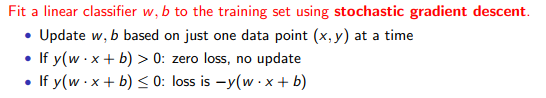 Fit a linear classifier w, b to the training set using stochastic gradient descent.
• Update w, b based on just one data point (x, y) at a time
• If y(w · x + b) > 0: zero loss, no update
• If y(w · x + b) ≤ 0: loss is −y(w · x + b)